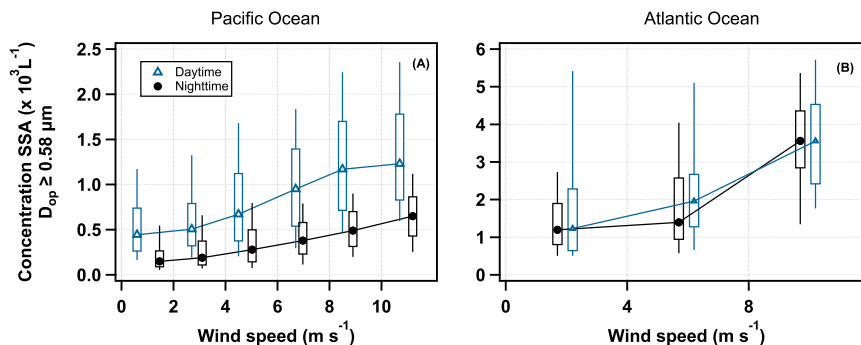 Pacific Ocean
Atlantic Ocean
Concentration SSA (x 10³L⁻¹)
Dop ≥ 0.58 µm
2.5
2.0
1.5
1.0
0.5
0.0
(A)
Daytime
Nighttime
0 2 4 6 8 10
Wind speed (m s⁻¹)
6
5
4
3
2
1
0
(B)
0 4 8
Wind speed (m s⁻¹)